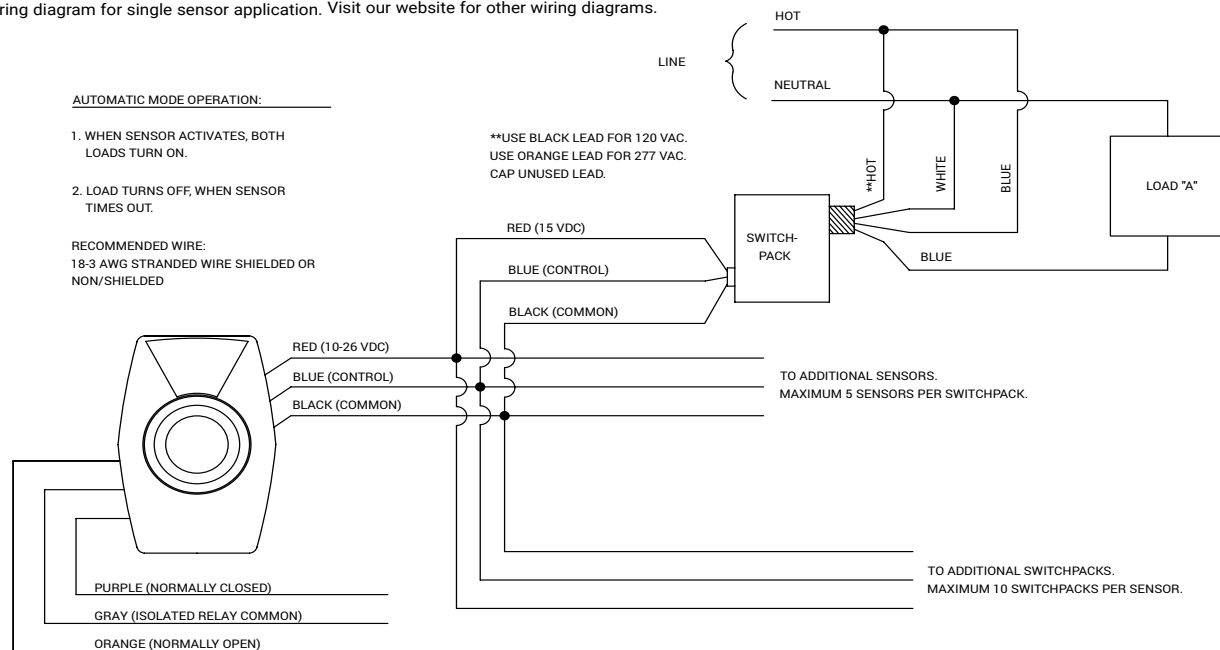 ring diagram for single sensor application. Visit our website for other wiring diagrams.
HOT
LINE
NEUTRAL
AUTOMATIC MODE OPERATION:
1. WHEN SENSOR ACTIVATES, BOTH
LOADS TURN ON.
2. LOAD TURNS OFF, WHEN SENSOR
TIMES OUT.
RECOMMENDED WIRE:
18-3 AWG STRANDED WIRE SHIELDED OR
NON/SHIELDED
**USE BLACK LEAD FOR 120 VAC.
USE ORANGE LEAD FOR 277 VAC.
CAP UNUSED LEAD.
**HOT
WHITE
BLUE
LOAD "A"
RED (15 VDC)
BLUE (CONTROL)
BLACK (COMMON)
SWITCH-
PACK
BLUE
RED (10-26 VDC)
BLUE (CONTROL)
BLACK (COMMON)
TO ADDITIONAL SENSORS.
MAXIMUM 5 SENSORS PER SWITCHPACK.
TO ADDITIONAL SWITCHPACKS.
MAXIMUM 10 SWITCHPACKS PER SENSOR.
PURPLE (NORMALLY CLOSED)
GRAY (ISOLATED RELAY COMMON)
ORANGE (NORMALLY OPEN)